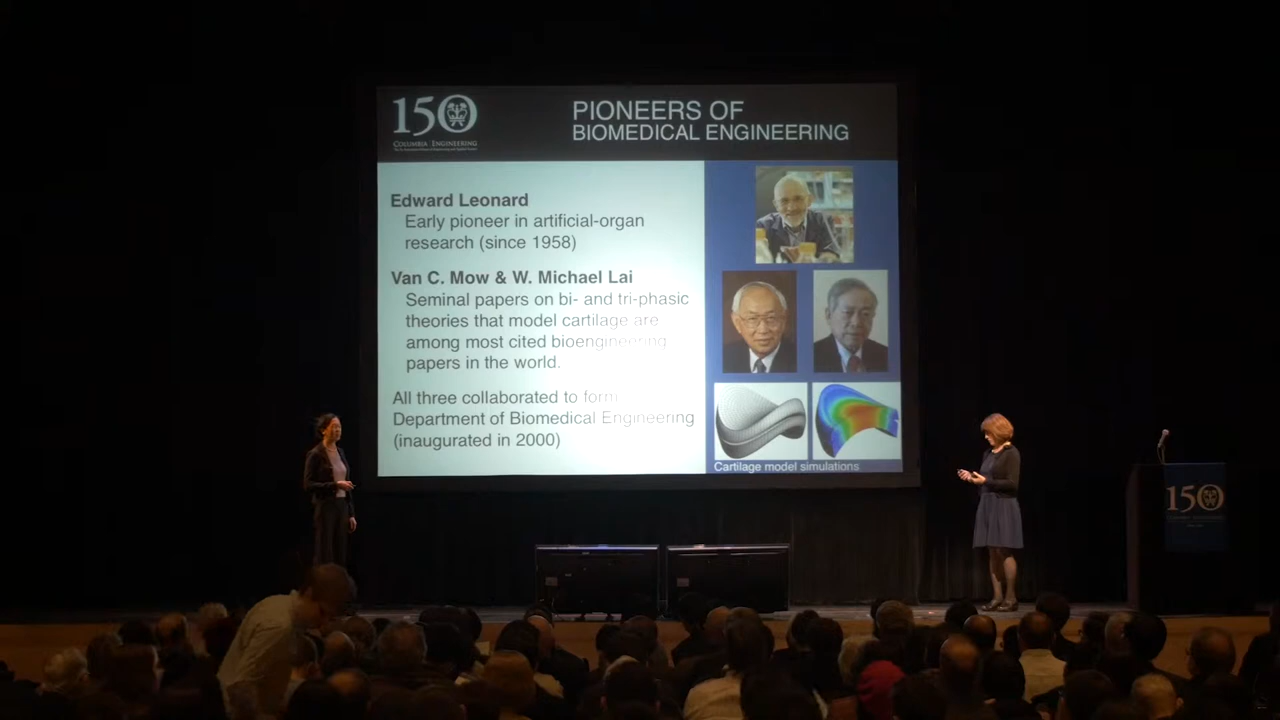 150
COLUMBIA ENGINEERING
PIONEERS OF
BIOMEDICAL ENGINEERING
Edward Leonard
Early pioneer in artificial-organ
research (since 1958)
Van C. Mow & W. Michael Lai
Seminal papers on bi- and tri-phasic
theories that model cartilage are
among most cited bioengineering
papers in the world.
All three collaborated to form
Department of Biomedical Engineering
(inaugurated in 2000)
Cartilage model simulations
150
COLUMBIA ENGINEERING